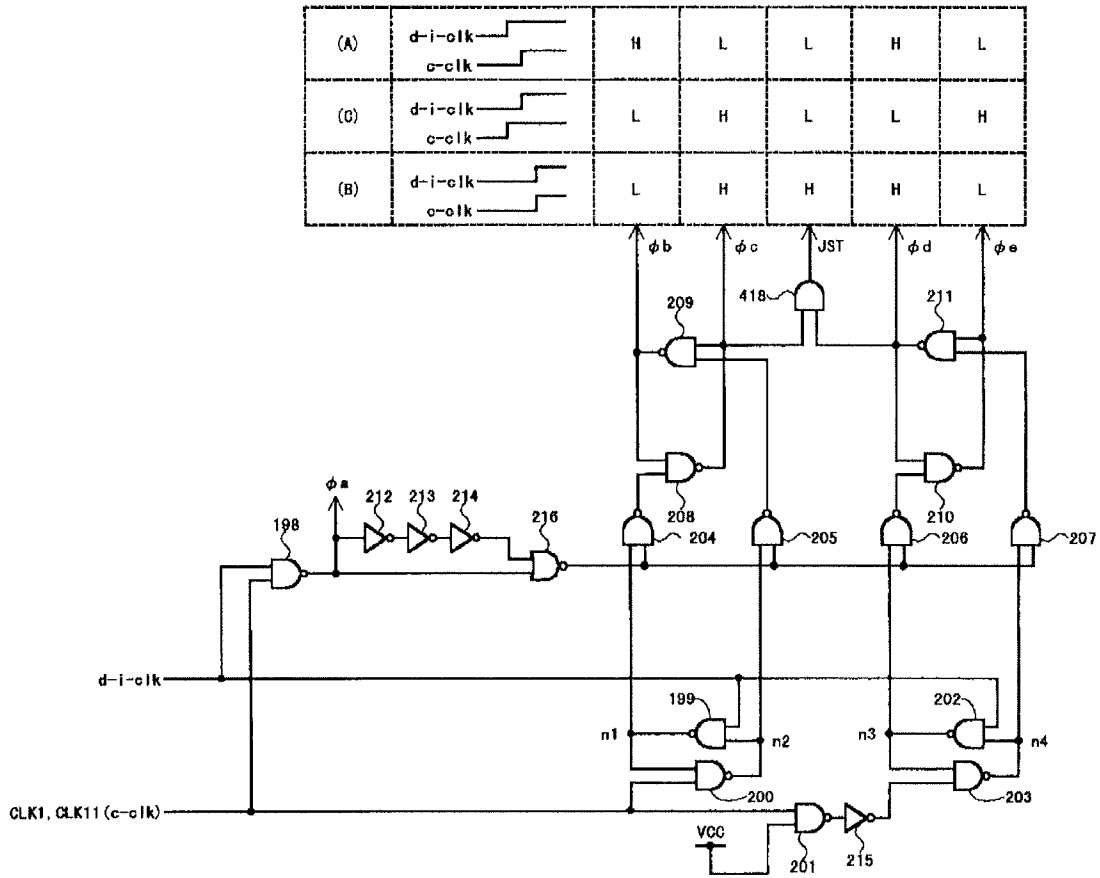 (A) d-i-clk H L L H L
c-clk
(C) d-i-clk L H L L H
c-clk
(B) d-i-clk L H H H L
c-clk
φb φc JST φd φe
418
209
211
φa
212 213 214
216
198
208
210
204
205
206
207
d-i-clk
199
202
n1
n2
n3
n4
200
203
CLK1, CLK11(c-clk)
VCC
201
215